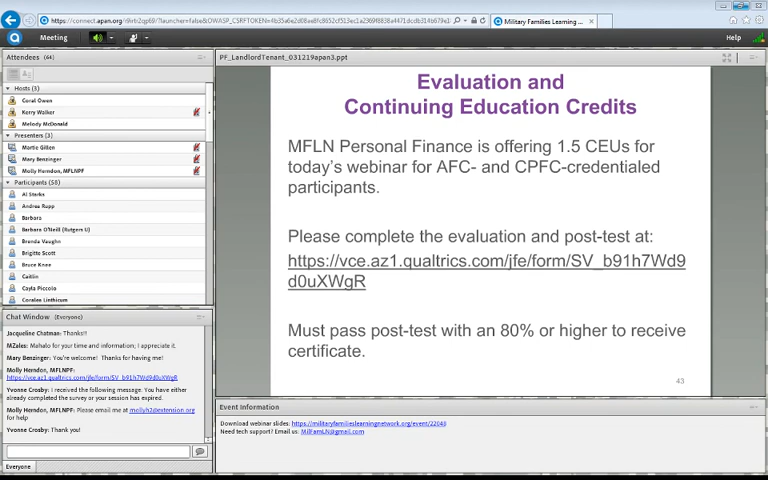 https://connect.apan.org/
Military Families Learning ...
Meeting
Help
Attendees (64)
Hosts (3)
Coral Owen
Kerry Walker
Melody McDonald
Presenters (3)
Martie Gillen
Mary Benzinger
Molly Herndon, MFLNPF
Participants (58)
Al Starks
Andrea Rupp
Barbara
Barbara O'Neill (Rutgers U)
Brenda Vaughn
Brigitte Scott
Bruce Knee
Caitlin
Cayla Piccolo
Coralee Linthicum
Chat Window (Everyone)
Jacqueline Chatman: Thanks!!
MZales: Mahalo for your time and information; I appreciate it.
Mary Benzinger: You're welcome! Thanks for having me!
Molly Herndon, MFLNPF:
https://vce.az1.qualtrics.com/jfe/form/SV_b91h7Wd9d0uXWgR
Yvonne Crosby: I received the following message. You have either
already completed the survey or your session has expired.
Molly Herndon, MFLNPF: Please email me at mollyh2@extension.org
for help
Yvonne Crosby: Thank you!
Everyone
PF_LandlordTenant_031219apan3.ppt
Evaluation and
Continuing Education Credits
MFLN Personal Finance is offering 1.5 CEUs for
today's webinar for AFC- and CPFC-credentialed
participants.
Please complete the evaluation and post-test at:
https://vce.az1.qualtrics.com/jfe/form/SV_b91h7Wd9
d0uXWgR
Must pass post-test with an 80% or higher to receive
certificate.
43
Event Information
Download webinar slides: https://militaryfamilieslearningnetwork.org/event/22043
Need tech support? Email us: MilFamLN@gmail.com